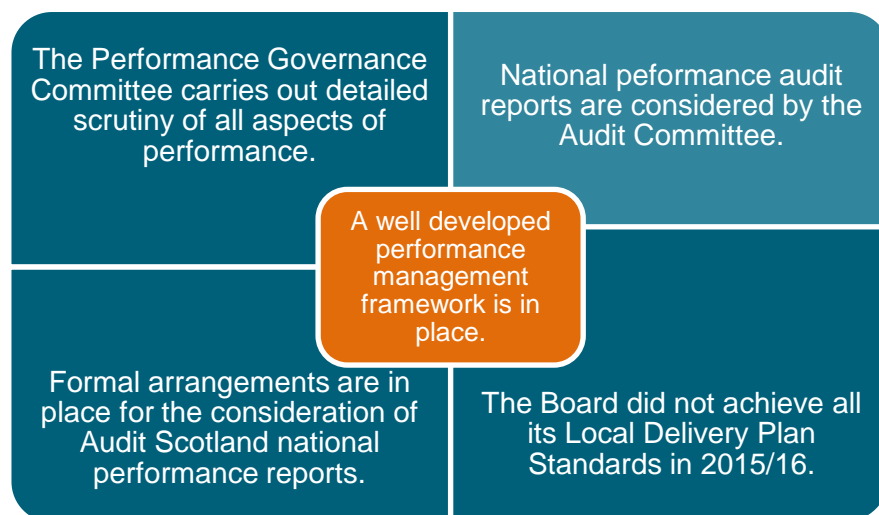 The Performance Governance
Committee carries out detailed
scrutiny of all aspects of
performance.
National peformance audit
reports are considered by the
Audit Committee.
A well developed
performance
management
framework is in
place.
Formal arrangements are in
place for the consideration of
Audit Scotland national
performance reports.
The Board did not achieve all
its Local Delivery Plan
Standards in 2015/16.